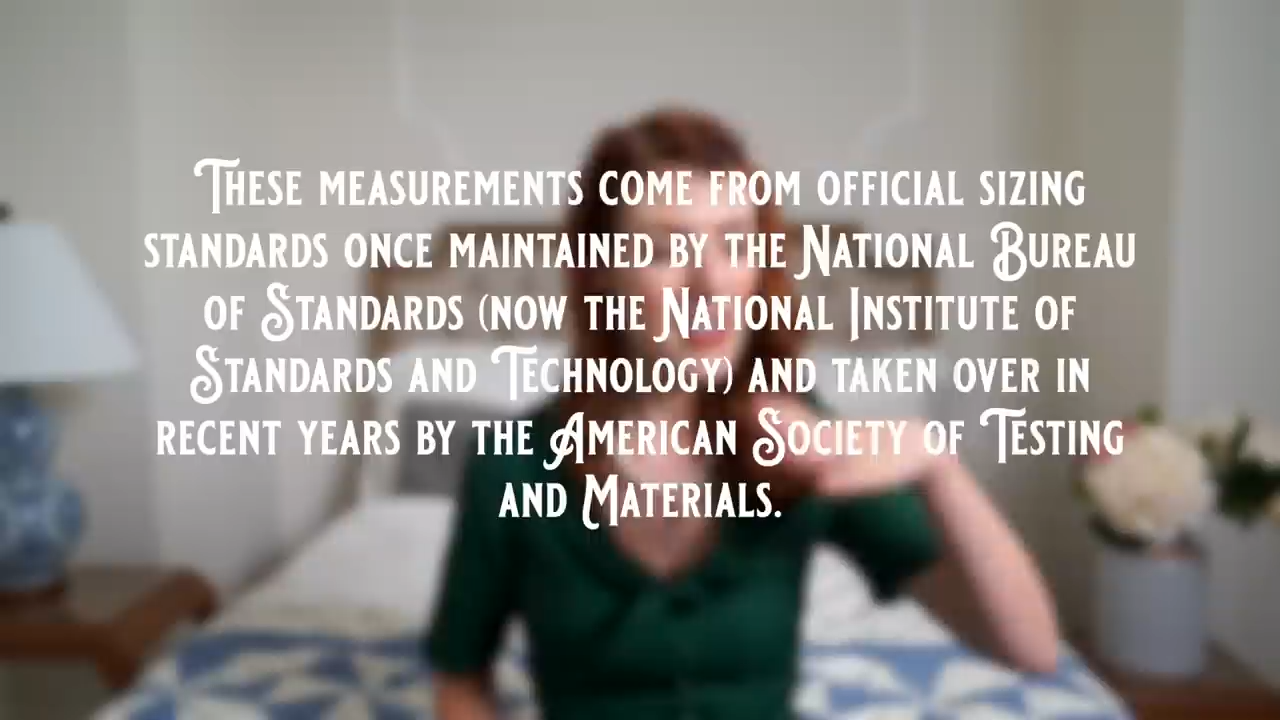 These measurements come from official sizing
standards once maintained by the National Bureau
of Standards (now the National Institute of
Standards and Technology) and taken over in
recent years by the American Society of Testing
and Materials.